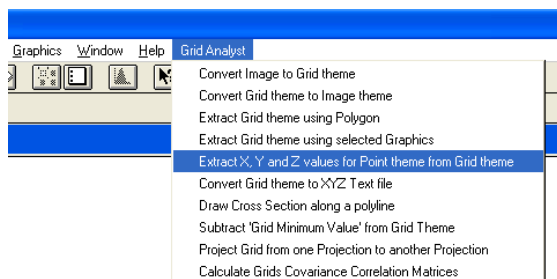 Graphics Window Help Grid Analyst
Convert Image to Grid theme
Convert Grid theme to Image theme
Extract Grid theme using Polygon
Extract Grid theme using selected Graphics
Extract X, Y and Z values for Point theme from Grid theme
Convert Grid theme to XYZ Text file
Draw Cross Section along a polyline
Subtract 'Grid Minimum Value' from Grid Theme
Project Grid from one Projection to another Projection
Calculate Grids Covariance Correlation Matrices